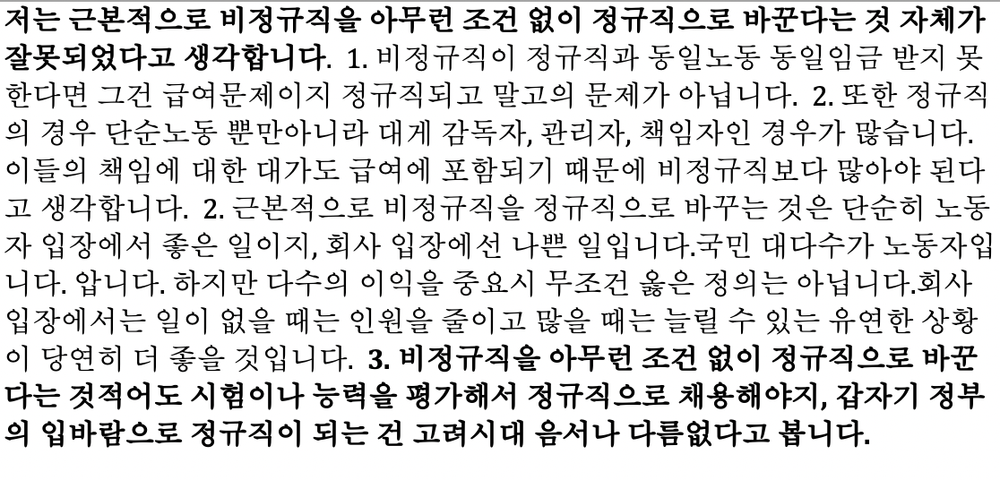 저는 근본적으로 비정규직을 아무런 조건 없이 정규직으로 바꾼다는 것 자체가
잘못되었다고 생각합니다. 1. 비정규직이 정규직과 동일노동 동일임금 받지 못
한다면 그건 급여문제이지 정규직되고 말고의 문제가 아닙니다. 2. 또한 정규직
의 경우 단순노동 뿐만아니라 대게 감독자, 관리자, 책임자인 경우가 많습니다.
이들의 책임에 대한 대가도 급여에 포함되기 때문에 비정규직보다 많아야 된다
고 생각합니다. 2. 근본적으로 비정규직을 정규직으로 바꾸는 것은 단순히 노동
자 입장에서 좋은 일이지, 회사 입장에선 나쁜 일입니다.국민 대다수가 노동자입
니다. 압니다. 하지만 다수의 이익을 중요시 무조건 옳은 정의는 아닙니다.회사
입장에서는 일이 없을 때는 인원을 줄이고 많을 때는 늘릴 수 있는 유연한 상황
이 당연히 더 좋을 것입니다. 3. 비정규직을 아무런 조건 없이 정규직으로 바꾼
다는 것적어도 시험이나 능력을 평가해서 정규직으로 채용해야지, 갑자기 정부
의 입바람으로 정규직이 되는 건 고려시대 음서나 다름없다고 봅니다.